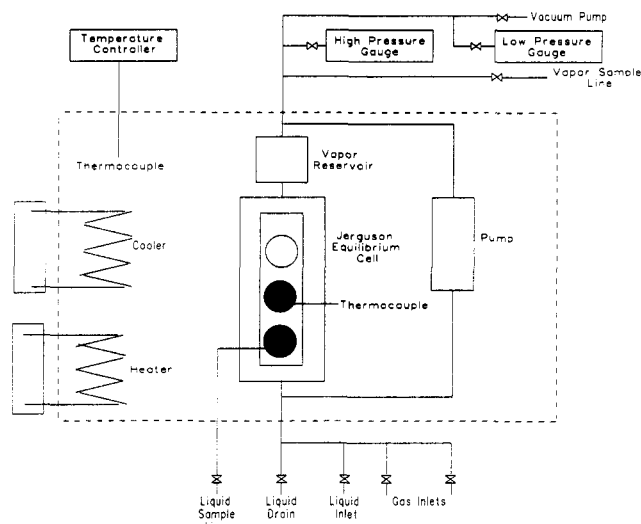 Temperature
Controller
Vacuum Pump
High Pressure
Gauge
Low Pressure
Gauge
Vapor Sample
Line
Thermocouple
Vapor
Reservoir
Cooler
Jerguson
Equilibrium
Cell
Pump
Thermocouple
Heater
Liquid
Sample
Liquid
Drain
Liquid
Inlet
Gas Inlets